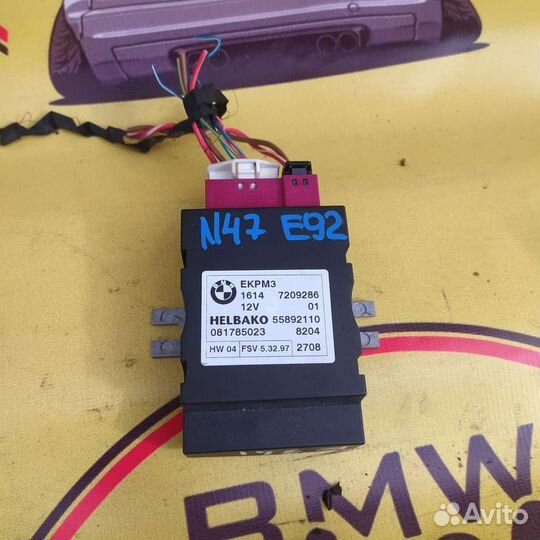 N47 E92
BMW
EKPM3
1614 7209286
12V 01
HELBAKO 55892110
081785023 8204
HW 04 FSV 5.32.97 2708
BMW
Avito